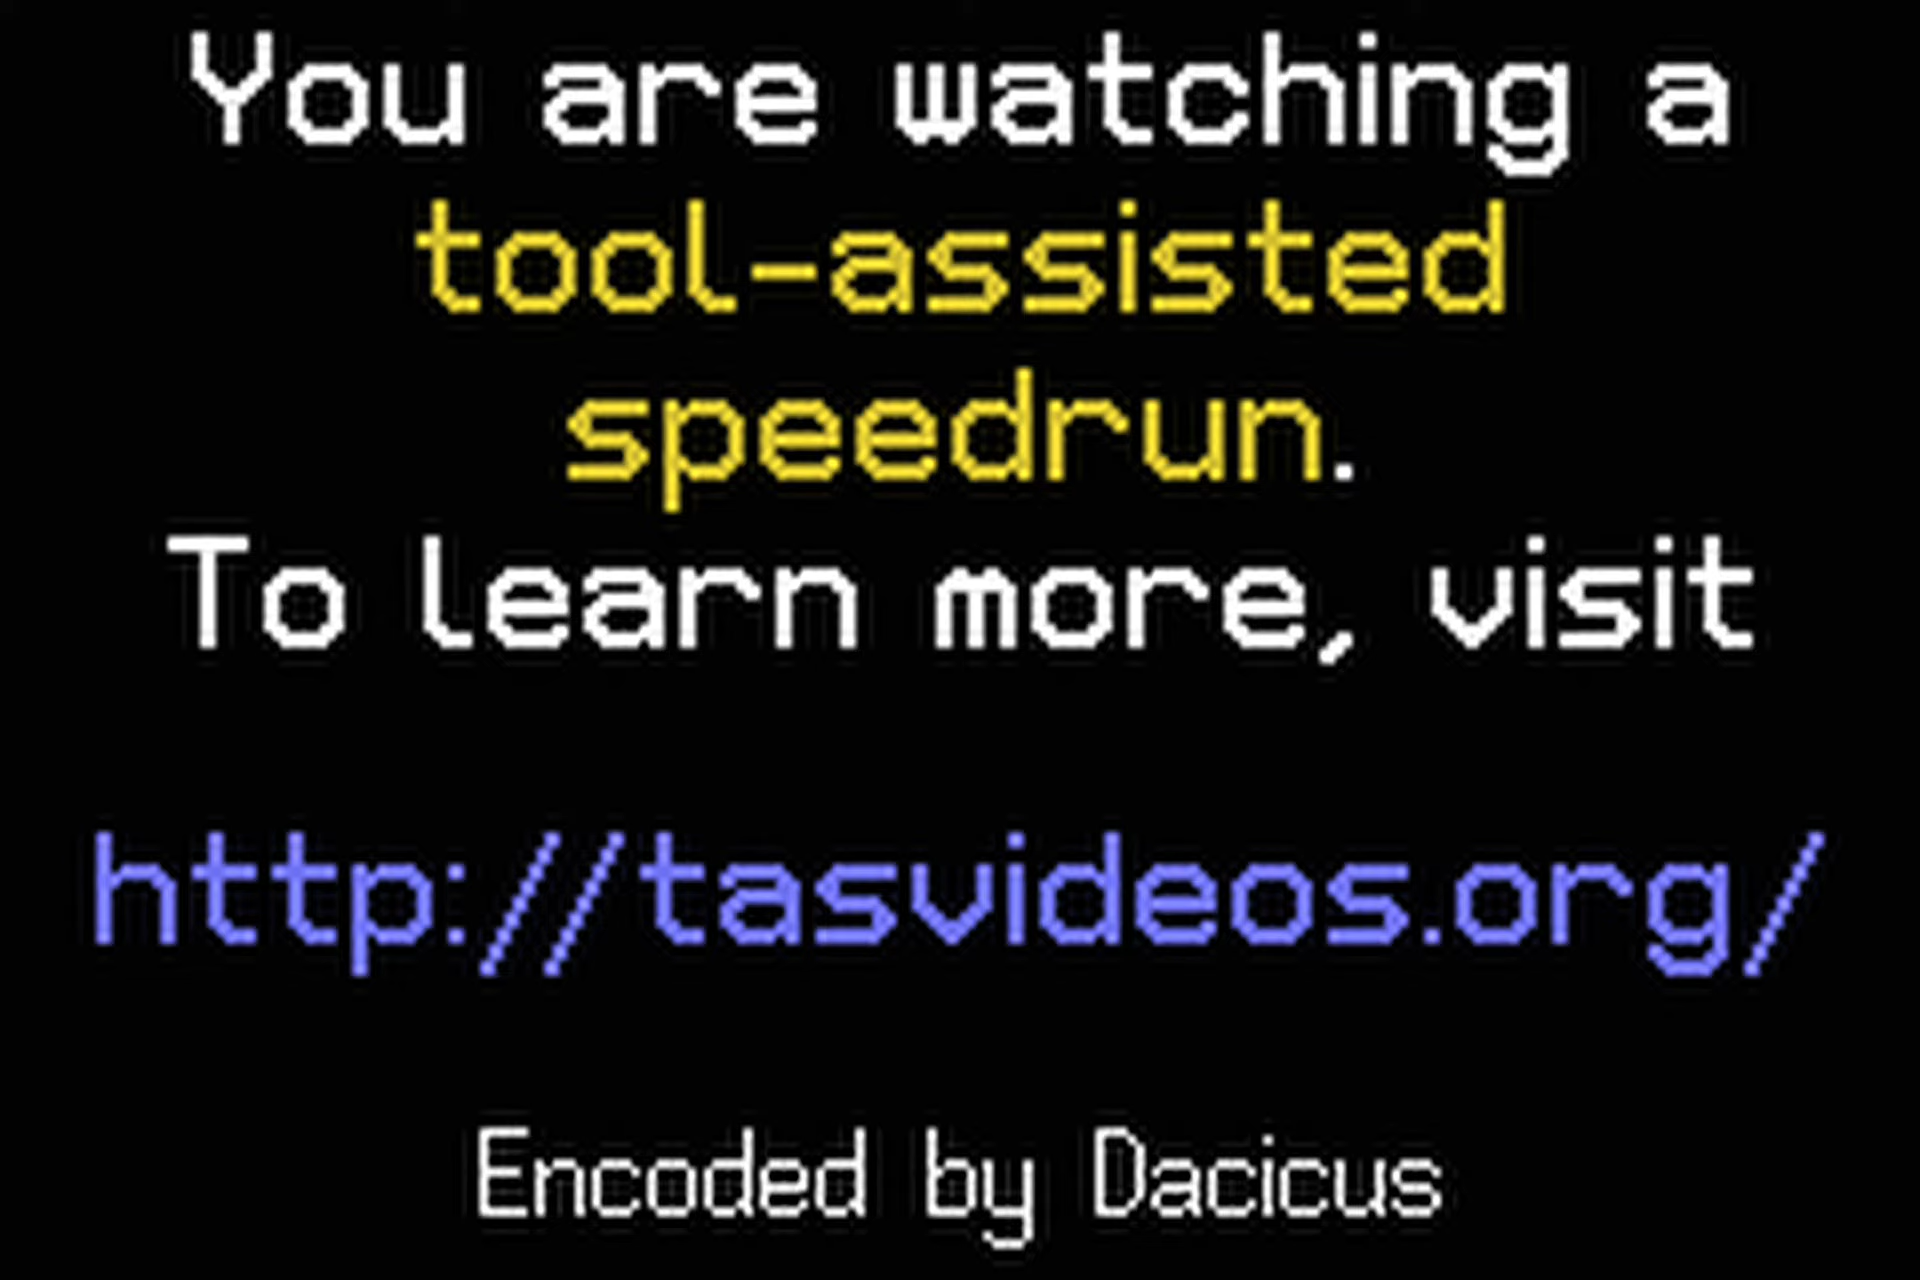 You are watching a
tool-assisted
speedrun.
To learn more, visit
http://tasvideos.org/
Encoded by Dacicus